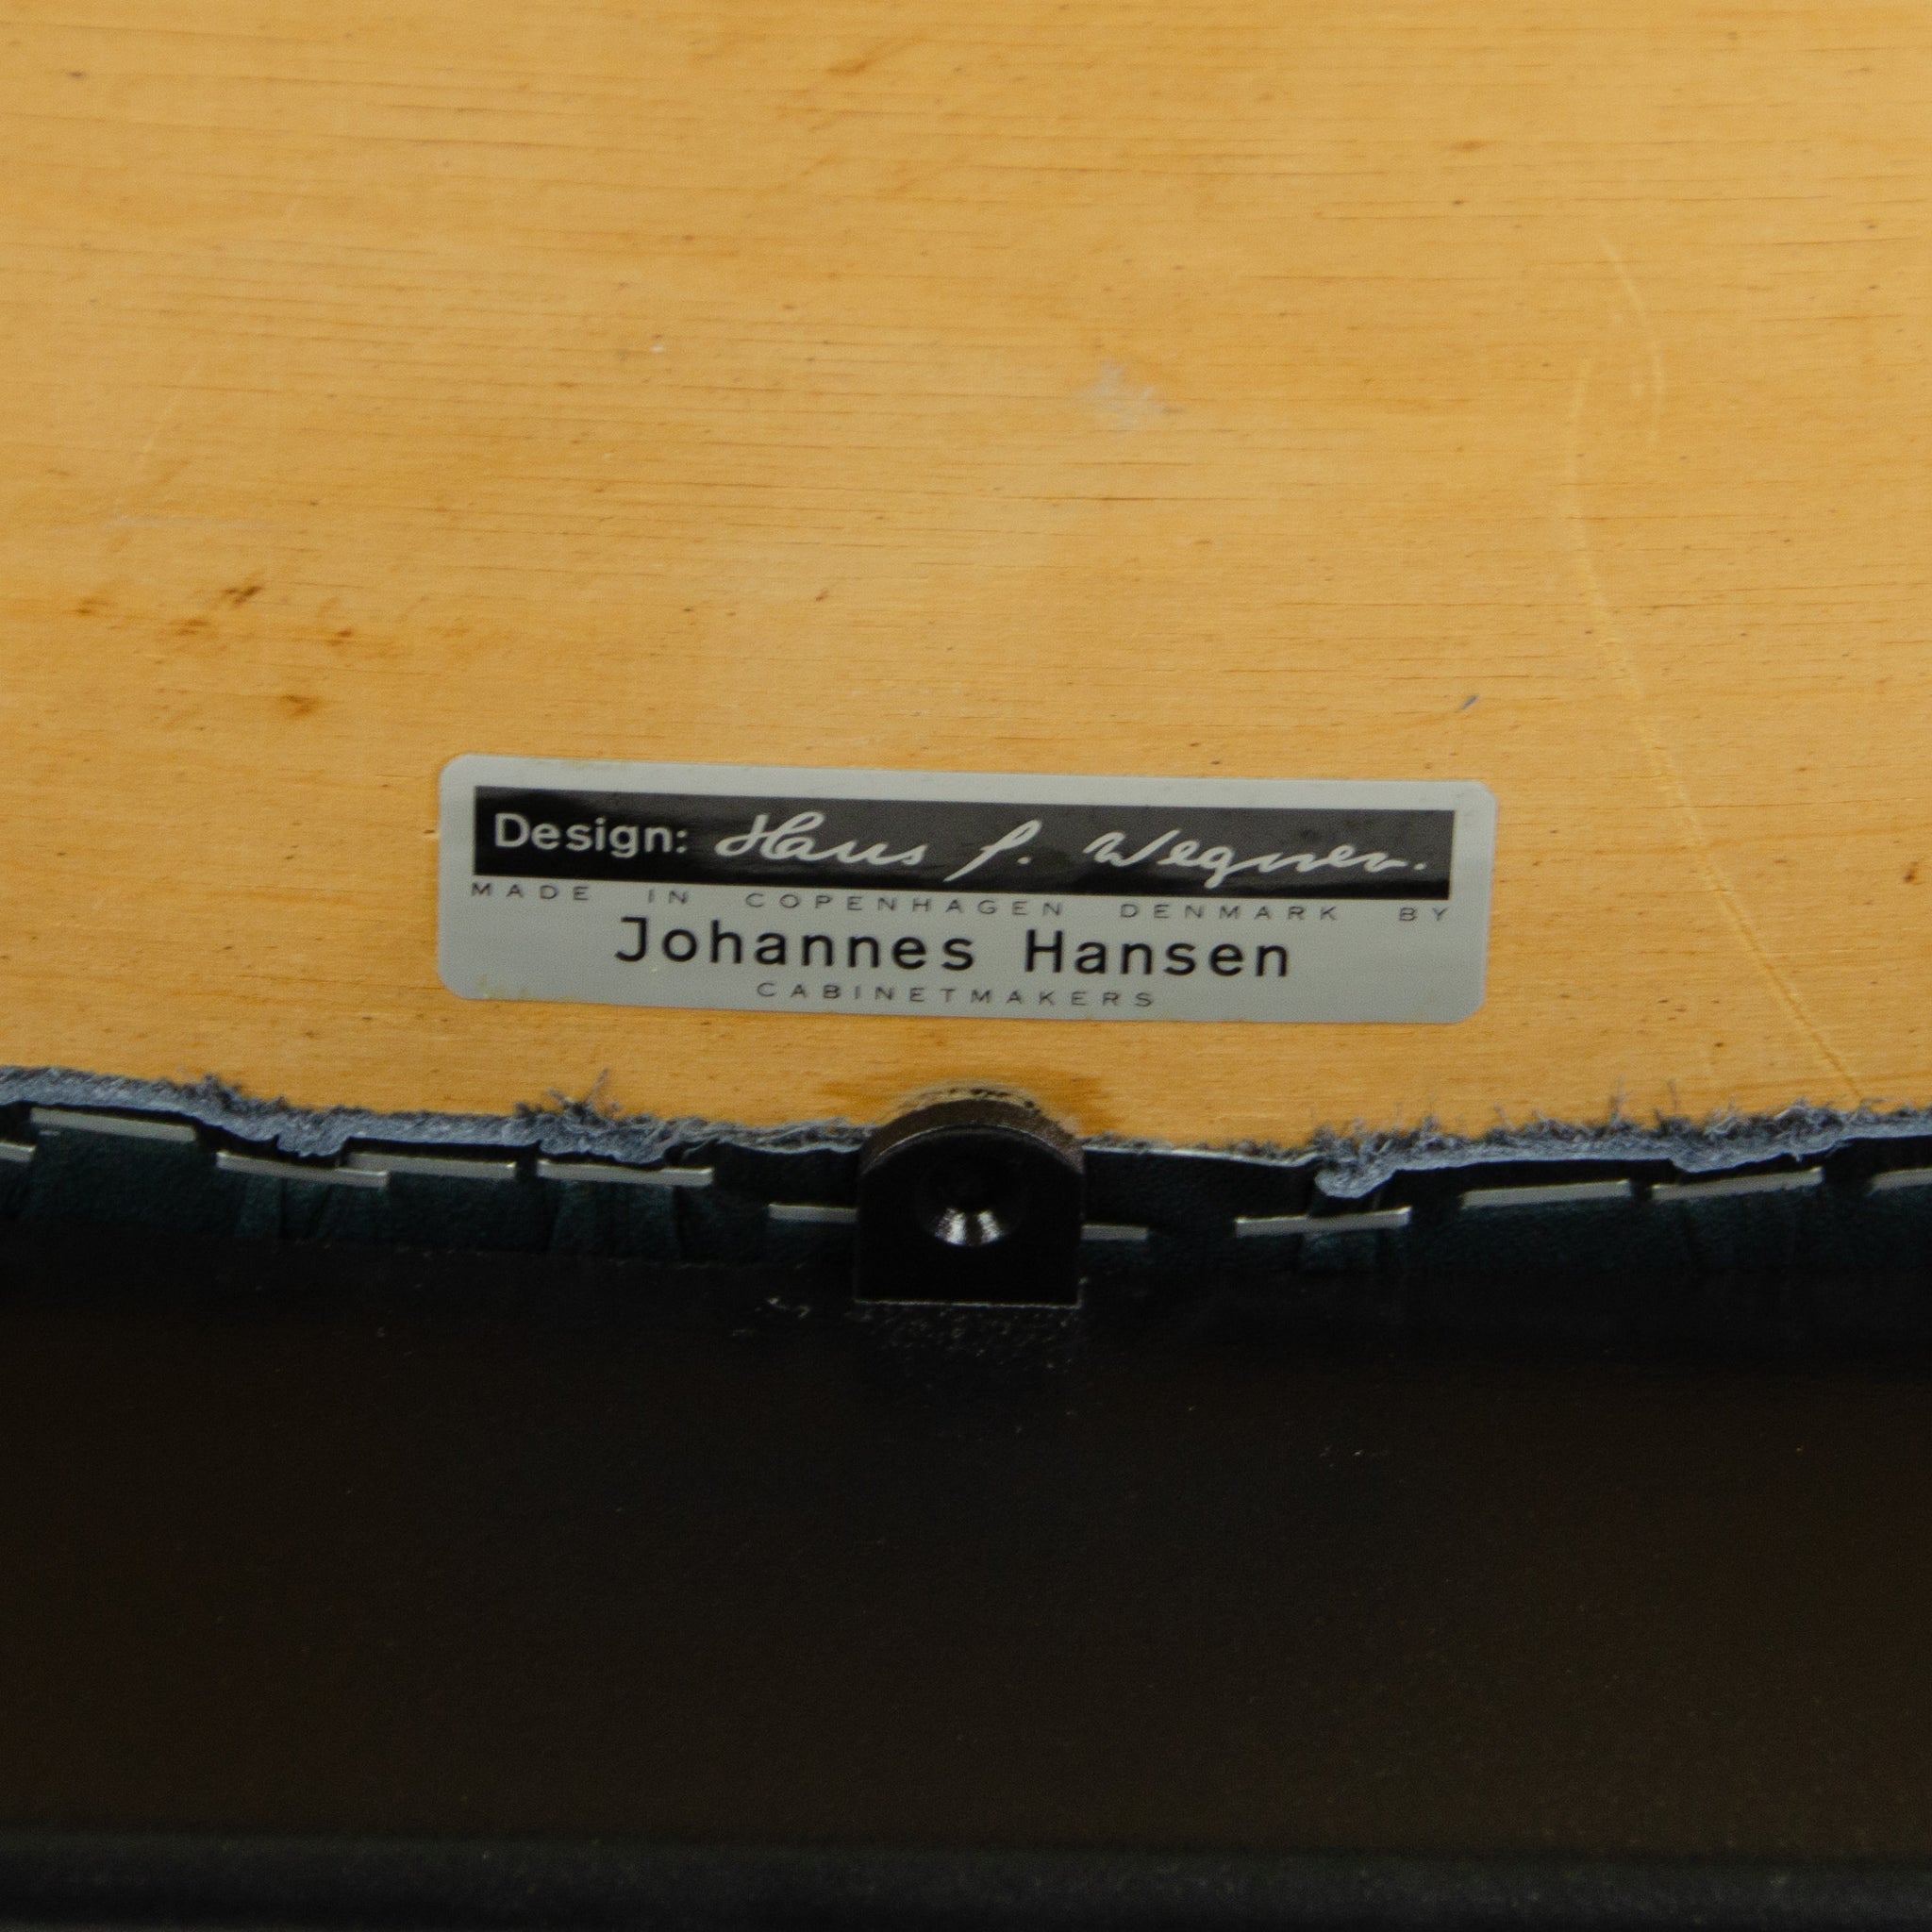 Design: Hans J. Wegner.
MADE IN COPENHAGEN DENMARK BY
Johannes Hansen
CABINETMAKERS